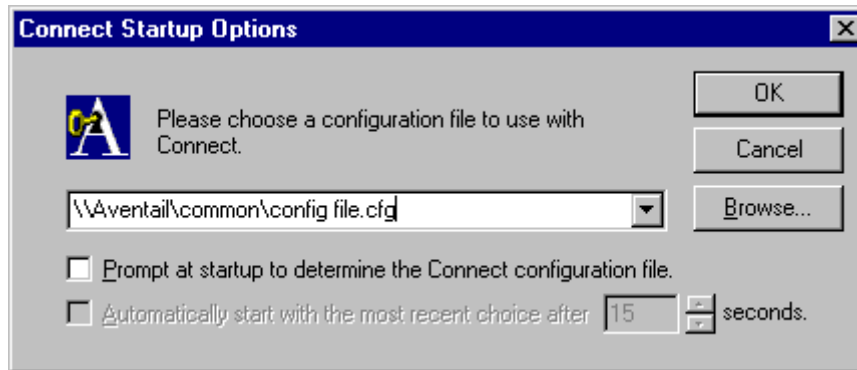 Connect Startup Options
Please choose a configuration file to use with
Connect.
OK
Cancel
\\Aventail\common\config file.cfg
Browse...
Prompt at startup to determine the Connect configuration file.
Automatically start with the most recent choice after 15 seconds.